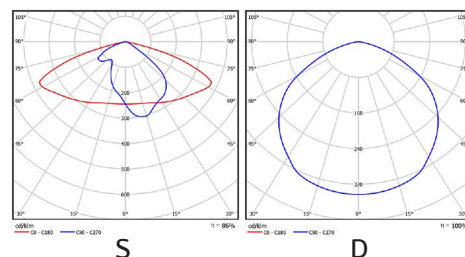 105° 105°
90° 90°
75° 75°
60° 60°
200
300
400
500
600
45° 45°
30° 15° 0° 15° 30°
cd/klm η = 86%
C0 - C180 C90 - C270
S
105° 105°
90° 90°
75° 75°
60° 60°
160
240
320
45° 45°
30° 15° 0° 15° 30°
cd/klm η = 100%
C0 - C180 C90 - C270
D